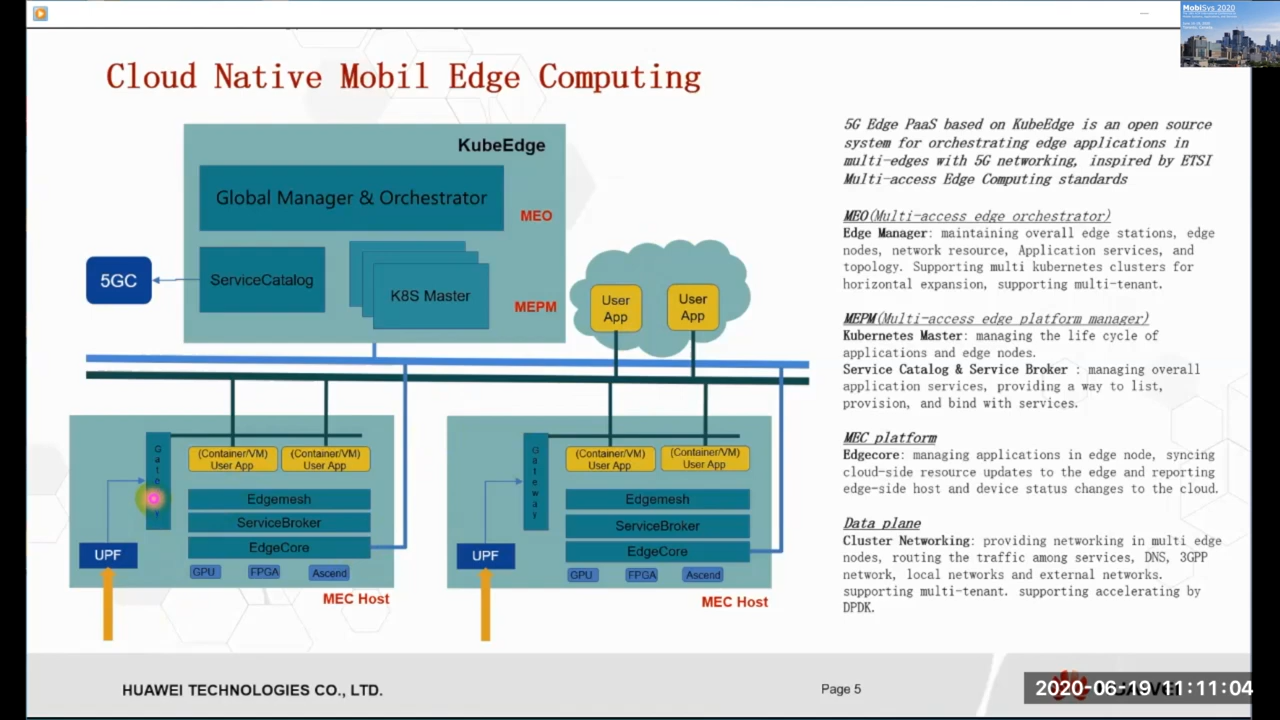 MobiSys 2020
Cloud Native Mobil Edge Computing
KubeEdge
Global Manager & Orchestrator
MEO
5GC
ServiceCatalog
K8S Master
MEPM
User
App
User
App
(Container/VM)
User App
(Container/VM)
User App
Edgemesh
ServiceBroker
EdgeCore
GPU
FPGA
Ascend
UPF
MEC Host
Gateway
(Container/VM)
User App
(Container/VM)
User App
Edgemesh
ServiceBroker
EdgeCore
GPU
FPGA
Ascend
UPF
MEC Host
5G Edge PaaS based on KubeEdge is an open source
system for orchestrating edge applications in
multi-edges with 5G networking, inspired by ETSI
Multi-access Edge Computing standards
MEO(Multi-access edge orchestrator)
Edge Manager: maintaining overall edge stations, edge
nodes, network resource, Application services, and
topology. Supporting multi kubernetes clusters for
horizontal expansion, supporting multi-tenant.
MEPM(Multi-access edge platform manager)
Kubernetes Master: managing the life cycle of
applications and edge nodes.
Service Catalog & Service Broker : managing overall
application services, providing a way to list,
provision, and bind with services.
MEC platform
Edgecore: managing applications in edge node, syncing
cloud-side resource updates to the edge and reporting
edge-side host and device status changes to the cloud.
Data plane
Cluster Networking: providing networking in multi edge
nodes, routing the traffic among services, DNS, 3GPP
network, local networks and external networks.
supporting multi-tenant. supporting accelerating by
DPDK.
HUAWEI TECHNOLOGIES CO., LTD.
Page 5
2020-06-19 11:11:04